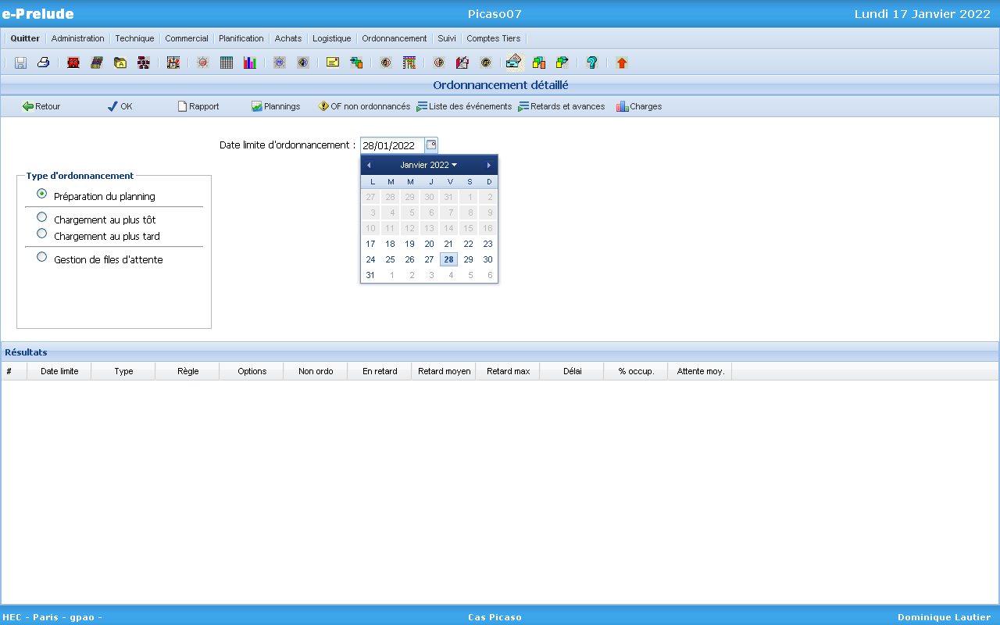 e-Prelude Picaso07 Lundi 17 Janvier 2022
Quitter Administration Technique Commercial Planification Achats Logistique Ordonnancement Suivi Comptes Tiers
Ordonnancement détaillé
Retour OK Rapport Plannings OF non ordonnancés Liste des événements Retards et avances Charges
Date limite d'ordonnancement : 28/01/2022
Janvier 2022
L M M J V S D
27 28 29 30 31 1 2
3 4 5 6 7 8 9
10 11 12 13 14 15 16
17 18 19 20 21 22 23
24 25 26 27 28 29 30
31 1 2 3 4 5 6
Type d'ordonnancement
Préparation du planning
Chargement au plus tôt
Chargement au plus tard
Gestion de files d'attente
Résultats
# Date limite Type Règle Options Non ordo En retard Retard moyen Retard max Délai % occup. Attente moy.
HEC - Paris - gpao - Cas Picaso Dominique Lautier